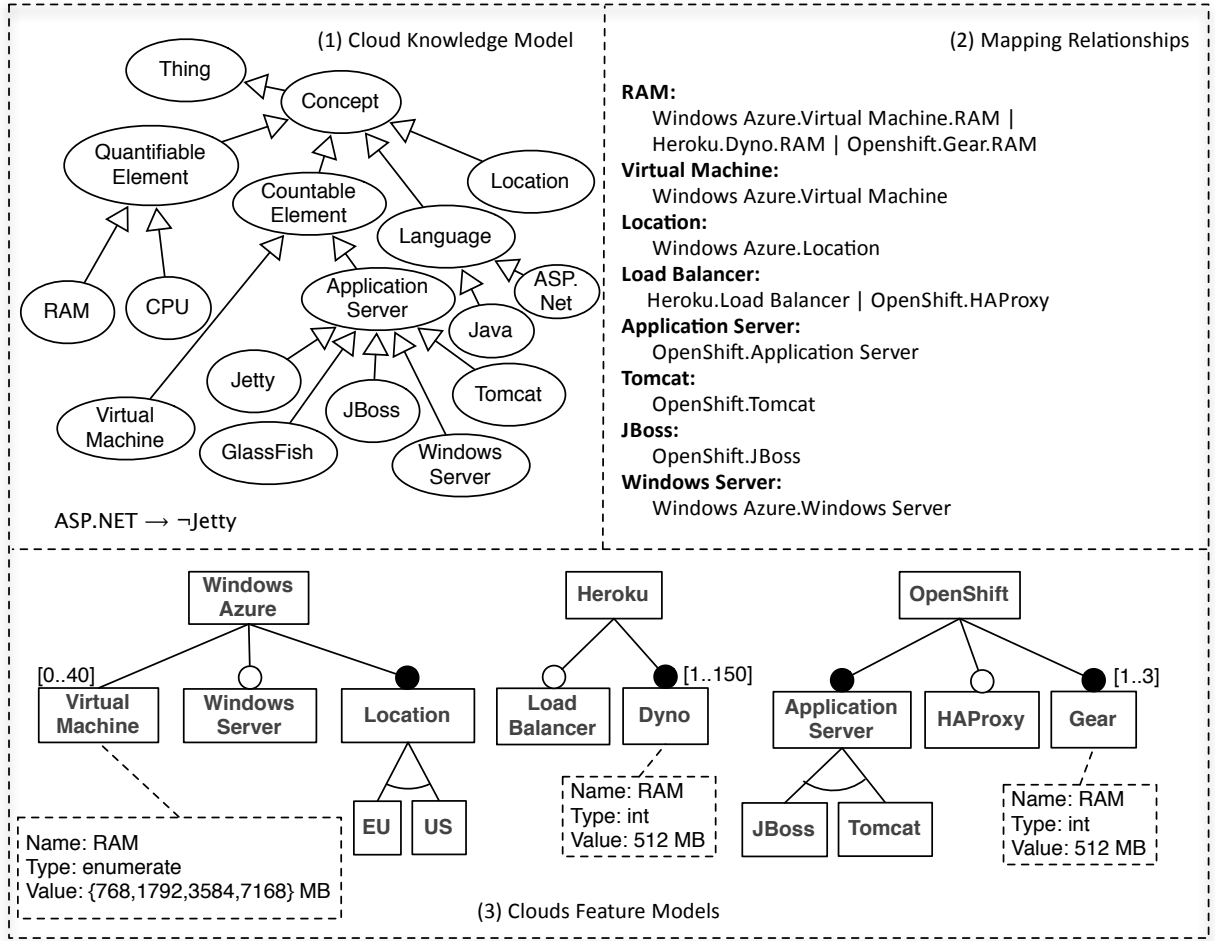 (1) Cloud Knowledge Model
Thing
Concept
Quantifiable
Element
Countable
Element
Location
Language
RAM
CPU
Application
Server
ASP.
Net
Java
Jetty
JBoss
Tomcat
Virtual
Machine
GlassFish
Windows
Server
ASP.NET → ¬Jetty
(2) Mapping Relationships
RAM:
Windows Azure.Virtual Machine.RAM |
Heroku.Dyno.RAM | Openshift.Gear.RAM
Virtual Machine:
Windows Azure.Virtual Machine
Location:
Windows Azure.Location
Load Balancer:
Heroku.Load Balancer | OpenShift.HAProxy
Application Server:
OpenShift.Application Server
Tomcat:
OpenShift.Tomcat
JBoss:
OpenShift.JBoss
Windows Server:
Windows Azure.Windows Server
Windows
Azure
[0..40]
Virtual
Machine
Windows
Server
Location
EU
US
Name: RAM
Type: enumerate
Value: {768,1792,3584,7168} MB
Heroku
Load
Balancer
Dyno
[1..150]
Name: RAM
Type: int
Value: 512 MB
OpenShift
Application
Server
HAProxy
Gear
[1..3]
JBoss
Tomcat
Name: RAM
Type: int
Value: 512 MB
(3) Clouds Feature Models